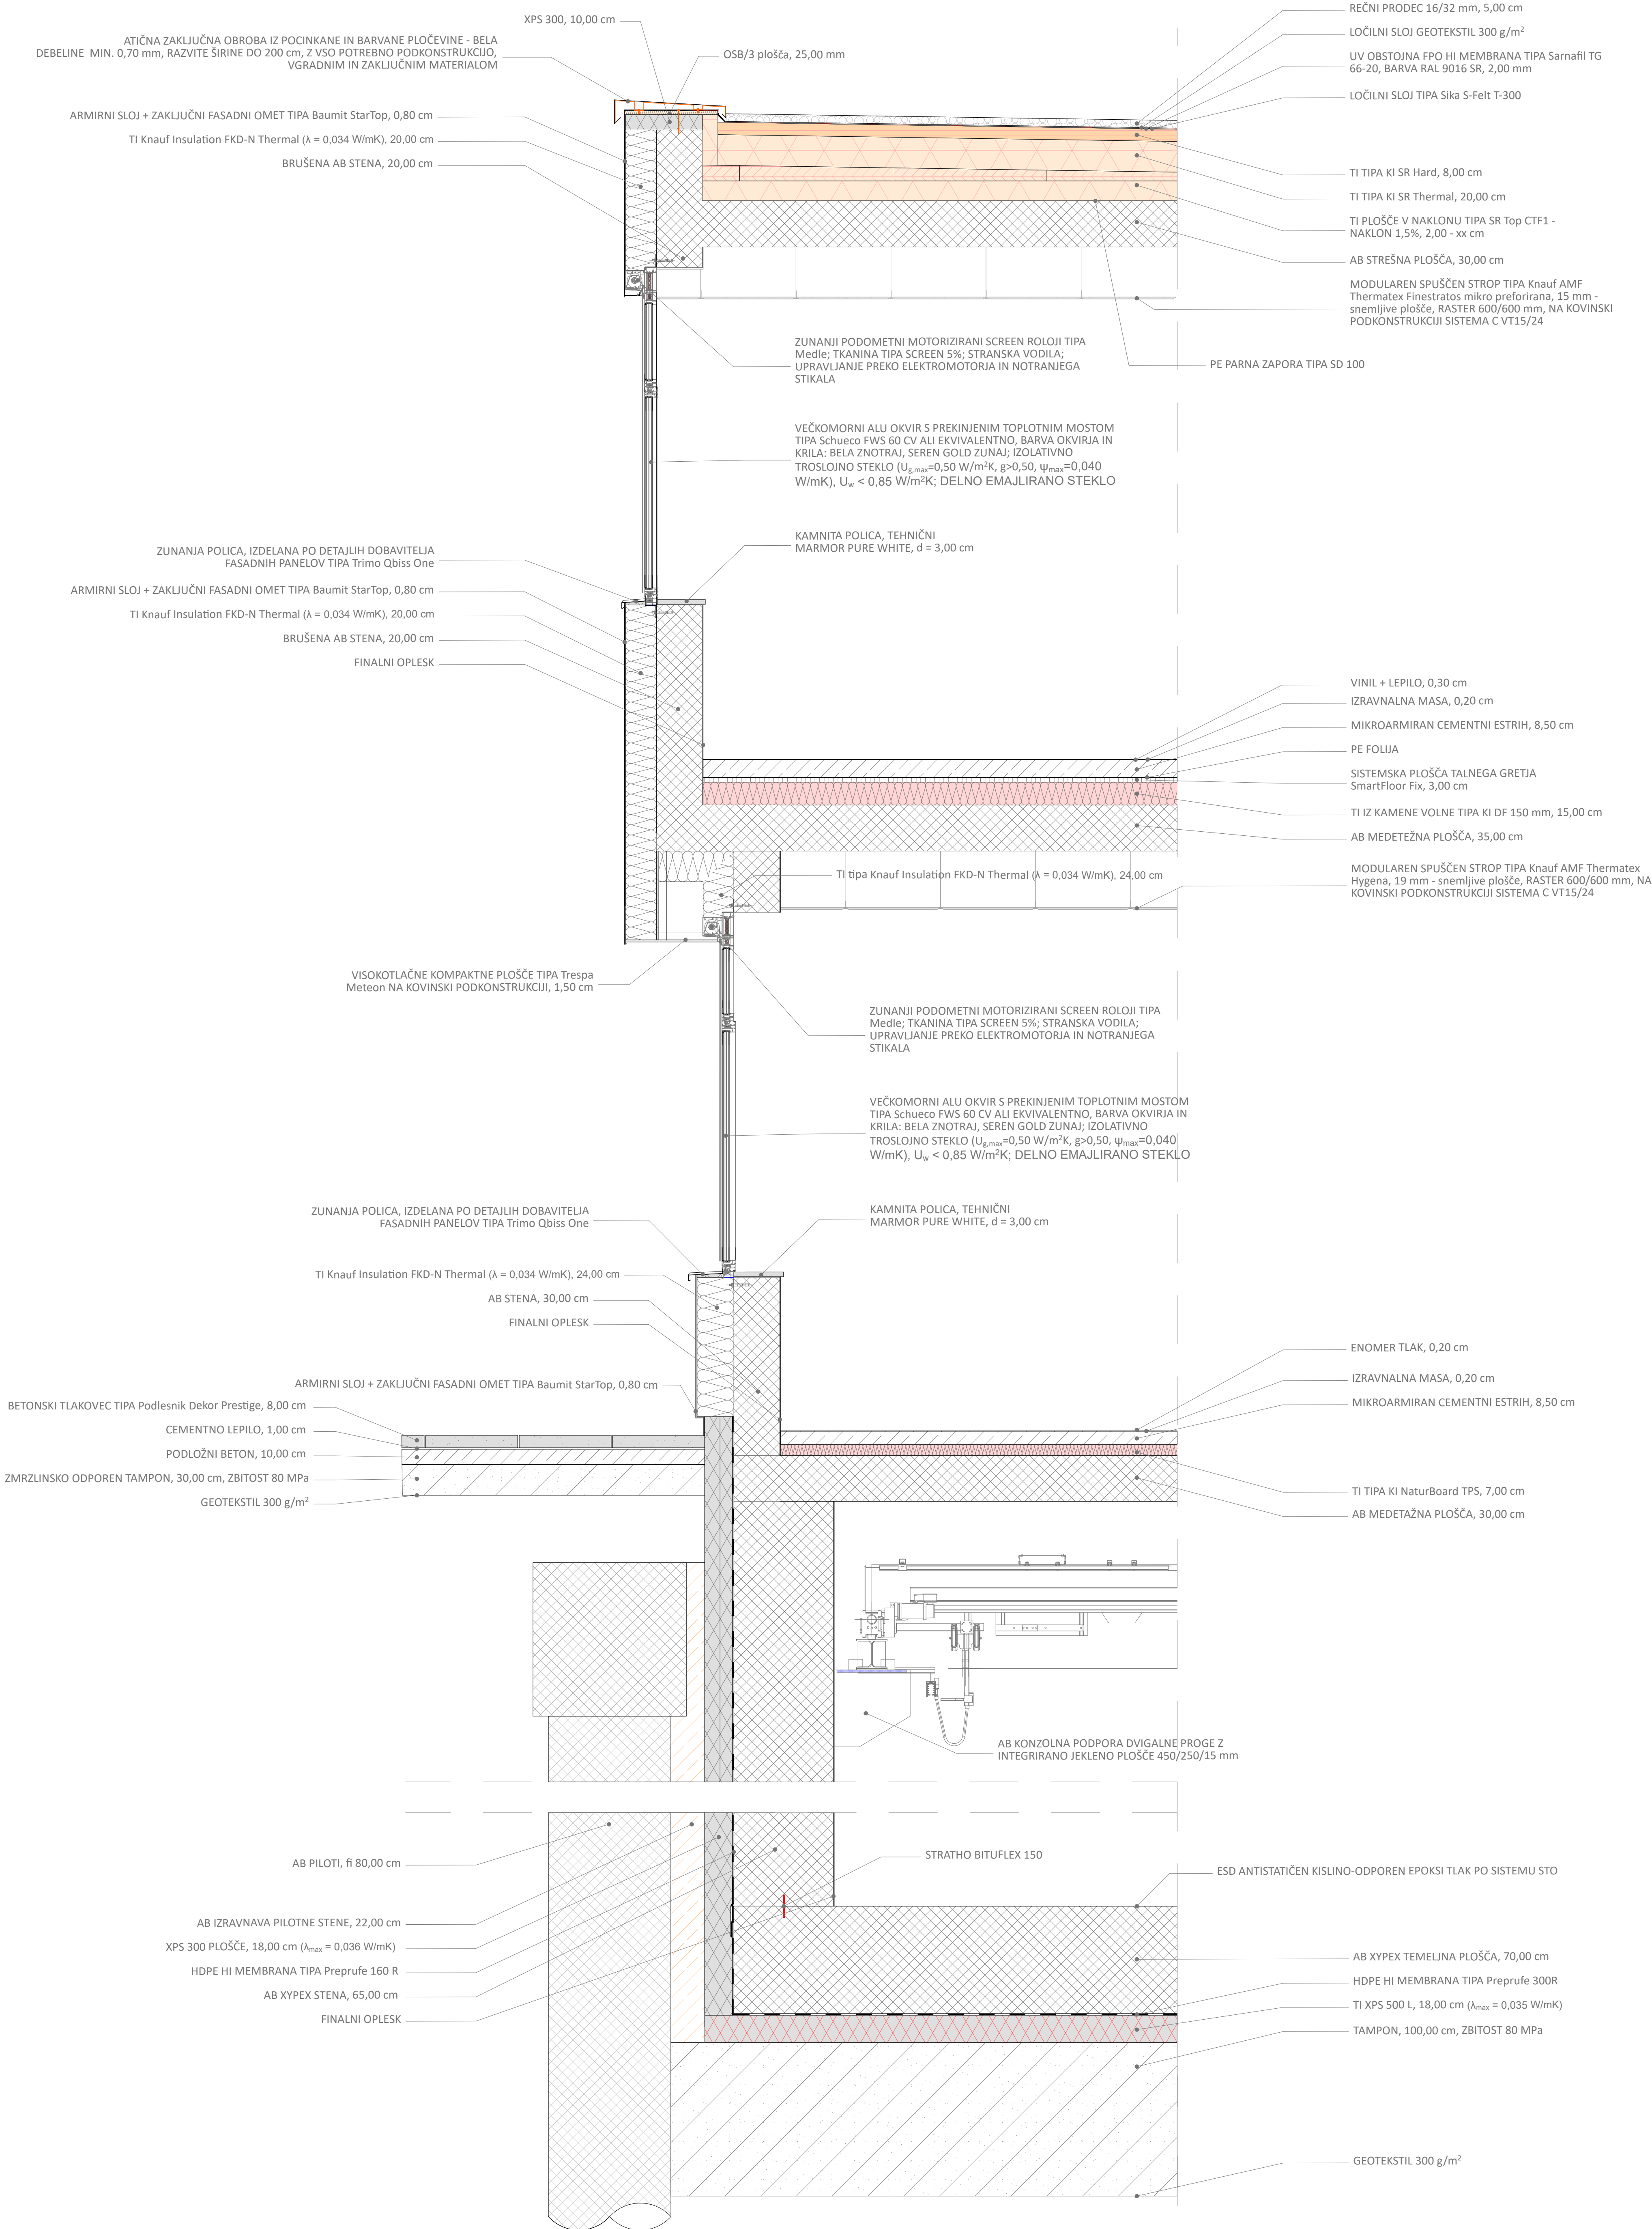 XPS 300, 10,00 cm
ATIČNA ZAKLJUČNA OBROBA IZ POCINKANE IN BARVANE PLOČEVINE - BELA
DEBELINE MIN. 0,70 mm, RAZVITE ŠIRINE DO 200 cm, Z VSO POTREBNO PODKONSTRUKCIJO,
VGRADNIM IN ZAKLJUČNIM MATERIALOM
OSB/3 plošča, 25,00 mm
ARMIRNI SLOJ + ZAKLJUČNI FASADNI OMET TIPA Baumit StarTop, 0,80 cm
TI Knauf Insulation FKD-N Thermal (λ = 0,034 W/mK), 20,00 cm
BRUŠENA AB STENA, 20,00 cm
REČNI PRODEC 16/32 mm, 5,00 cm
LOČILNI SLOJ GEOTEKSTIL 300 g/m²
UV OBSTOJNA FPO HI MEMBRANA TIPA Sarnafil TG
66-20, BARVA RAL 9016 SR, 2,00 mm
LOČILNI SLOJ TIPA Sika S-Felt T-300
TI TIPA KI SR Hard, 8,00 cm
TI TIPA KI SR Thermal, 20,00 cm
TI PLOŠČE V NAKLONU TIPA SR Top CTF1 -
NAKLON 1,5%, 2,00 - xx cm
AB STREŠNA PLOŠČA, 30,00 cm
MODULAREN SPUŠČEN STROP TIPA Knauf AMF
Thermatex Finestratos mikro preforirana, 15 mm -
snemljive plošče, RASTER 600/600 mm, NA KOVINSKI
PODKONSTRUKCIJI SISTEMA C VT15/24
ZUNANJI PODOMETNI MOTORIZIRANI SCREEN ROLOJI TIPA
Medle; TKANINA TIPA SCREEN 5%; STRANSKA VODILA;
UPRAVLJANJE PREKO ELEKTROMOTORJA IN NOTRANJEGA
STIKALA
PE PARNA ZAPORA TIPA SD 100
VEČKOMORNI ALU OKVIR S PREKINJENIM TOPLOTNIM MOSTOM
TIPA Schueco FWS 60 CV ALI EKVIVALENTNO, BARVA OKVIRJA IN
KRILA: BELA ZNOTRAJ, SEREN GOLD ZUNAJ; IZOLATIVNO
TROSLOJNO STEKLO (Ug,max=0,50 W/m²K, g>0,50, ψmax=0,040
W/mK), Uw < 0,85 W/m²K; DELNO EMAJLIRANO STEKLO
KAMNITA POLICA, TEHNIČNI
MARMOR PURE WHITE, d = 3,00 cm
ZUNANJA POLICA, IZDELANA PO DETAJLIH DOBAVITELJA
FASADNIH PANELOV TIPA Trimo Qbiss One
ARMIRNI SLOJ + ZAKLJUČNI FASADNI OMET TIPA Baumit StarTop, 0,80 cm
TI Knauf Insulation FKD-N Thermal (λ = 0,034 W/mK), 20,00 cm
BRUŠENA AB STENA, 20,00 cm
FINALNI OPLESK
VINIL + LEPILO, 0,30 cm
IZRAVNALNA MASA, 0,20 cm
MIKROARMIRAN CEMENTNI ESTRIH, 8,50 cm
PE FOLIJA
SISTEMSKA PLOŠČA TALNEGA GRETJA
SmartFloor Fix, 3,00 cm
TI IZ KAMENE VOLNE TIPA KI DF 150 mm, 15,00 cm
AB MEDETEŽNA PLOŠČA, 35,00 cm
TI tipa Knauf Insulation FKD-N Thermal (λ = 0,034 W/mK), 24,00 cm
MODULAREN SPUŠČEN STROP TIPA Knauf AMF Thermatex
Hygena, 19 mm - snemljive plošče, RASTER 600/600 mm, NA
KOVINSKI PODKONSTRUKCIJI SISTEMA C VT15/24
VISOKOTLAČNE KOMPAKTNE PLOŠČE TIPA Trespa
Meteon NA KOVINSKI PODKONSTRUKCIJI, 1,50 cm
ZUNANJI PODOMETNI MOTORIZIRANI SCREEN ROLOJI TIPA
Medle; TKANINA TIPA SCREEN 5%; STRANSKA VODILA;
UPRAVLJANJE PREKO ELEKTROMOTORJA IN NOTRANJEGA
STIKALA
VEČKOMORNI ALU OKVIR S PREKINJENIM TOPLOTNIM MOSTOM
TIPA Schueco FWS 60 CV ALI EKVIVALENTNO, BARVA OKVIRJA IN
KRILA: BELA ZNOTRAJ, SEREN GOLD ZUNAJ; IZOLATIVNO
TROSLOJNO STEKLO (Ug,max=0,50 W/m²K, g>0,50, ψmax=0,040
W/mK), Uw < 0,85 W/m²K; DELNO EMAJLIRANO STEKLO
ZUNANJA POLICA, IZDELANA PO DETAJLIH DOBAVITELJA
FASADNIH PANELOV TIPA Trimo Qbiss One
KAMNITA POLICA, TEHNIČNI
MARMOR PURE WHITE, d = 3,00 cm
TI Knauf Insulation FKD-N Thermal (λ = 0,034 W/mK), 24,00 cm
AB STENA, 30,00 cm
FINALNI OPLESK
ARMIRNI SLOJ + ZAKLJUČNI FASADNI OMET TIPA Baumit StarTop, 0,80 cm
BETONSKI TLAKOVEC TIPA Podlesnik Dekor Prestige, 8,00 cm
CEMENTNO LEPILO, 1,00 cm
PODLOŽNI BETON, 10,00 cm
ZMRZLINSKO ODPOREN TAMPON, 30,00 cm, ZBITOST 80 MPa
GEOTEKSTIL 300 g/m²
ENOMER TLAK, 0,20 cm
IZRAVNALNA MASA, 0,20 cm
MIKROARMIRAN CEMENTNI ESTRIH, 8,50 cm
TI TIPA KI NaturBoard TPS, 7,00 cm
AB MEDETAŽNA PLOŠČA, 30,00 cm
AB KONZOLNA PODPORA DVIGALNE PROGE Z
INTEGRIRANO JEKLENO PLOŠČE 450/250/15 mm
STRATHO BITUFLEX 150
AB PILOTI, fi 80,00 cm
ESD ANTISTATIČEN KISLINO-ODPOREN EPOKSI TLAK PO SISTEMU STO
AB IZRAVNAVA PILOTNE STENE, 22,00 cm
XPS 300 PLOŠČE, 18,00 cm (λmax = 0,036 W/mK)
HDPE HI MEMBRANA TIPA Preprufe 160 R
AB XYPEX STENA, 65,00 cm
FINALNI OPLESK
AB XYPEX TEMELJNA PLOŠČA, 70,00 cm
HDPE HI MEMBRANA TIPA Preprufe 300R
TI XPS 500 L, 18,00 cm (λmax = 0,035 W/mK)
TAMPON, 100,00 cm, ZBITOST 80 MPa
GEOTEKSTIL 300 g/m²